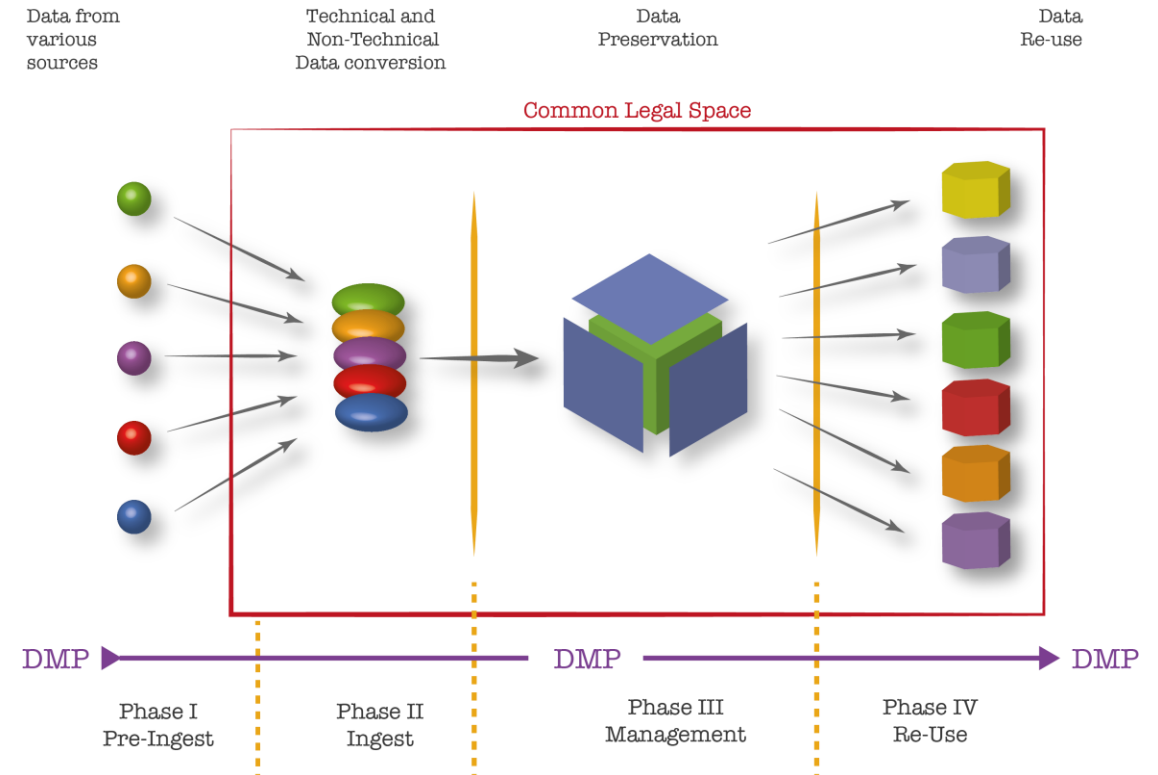 Data from
various
sources
Technical and
Non-Technical
Data conversion
Data
Preservation
Data
Re-use
Common Legal Space
DMP
DMP
DMP
Phase I
Pre-Ingest
Phase II
Ingest
Phase III
Management
Phase IV
Re-Use